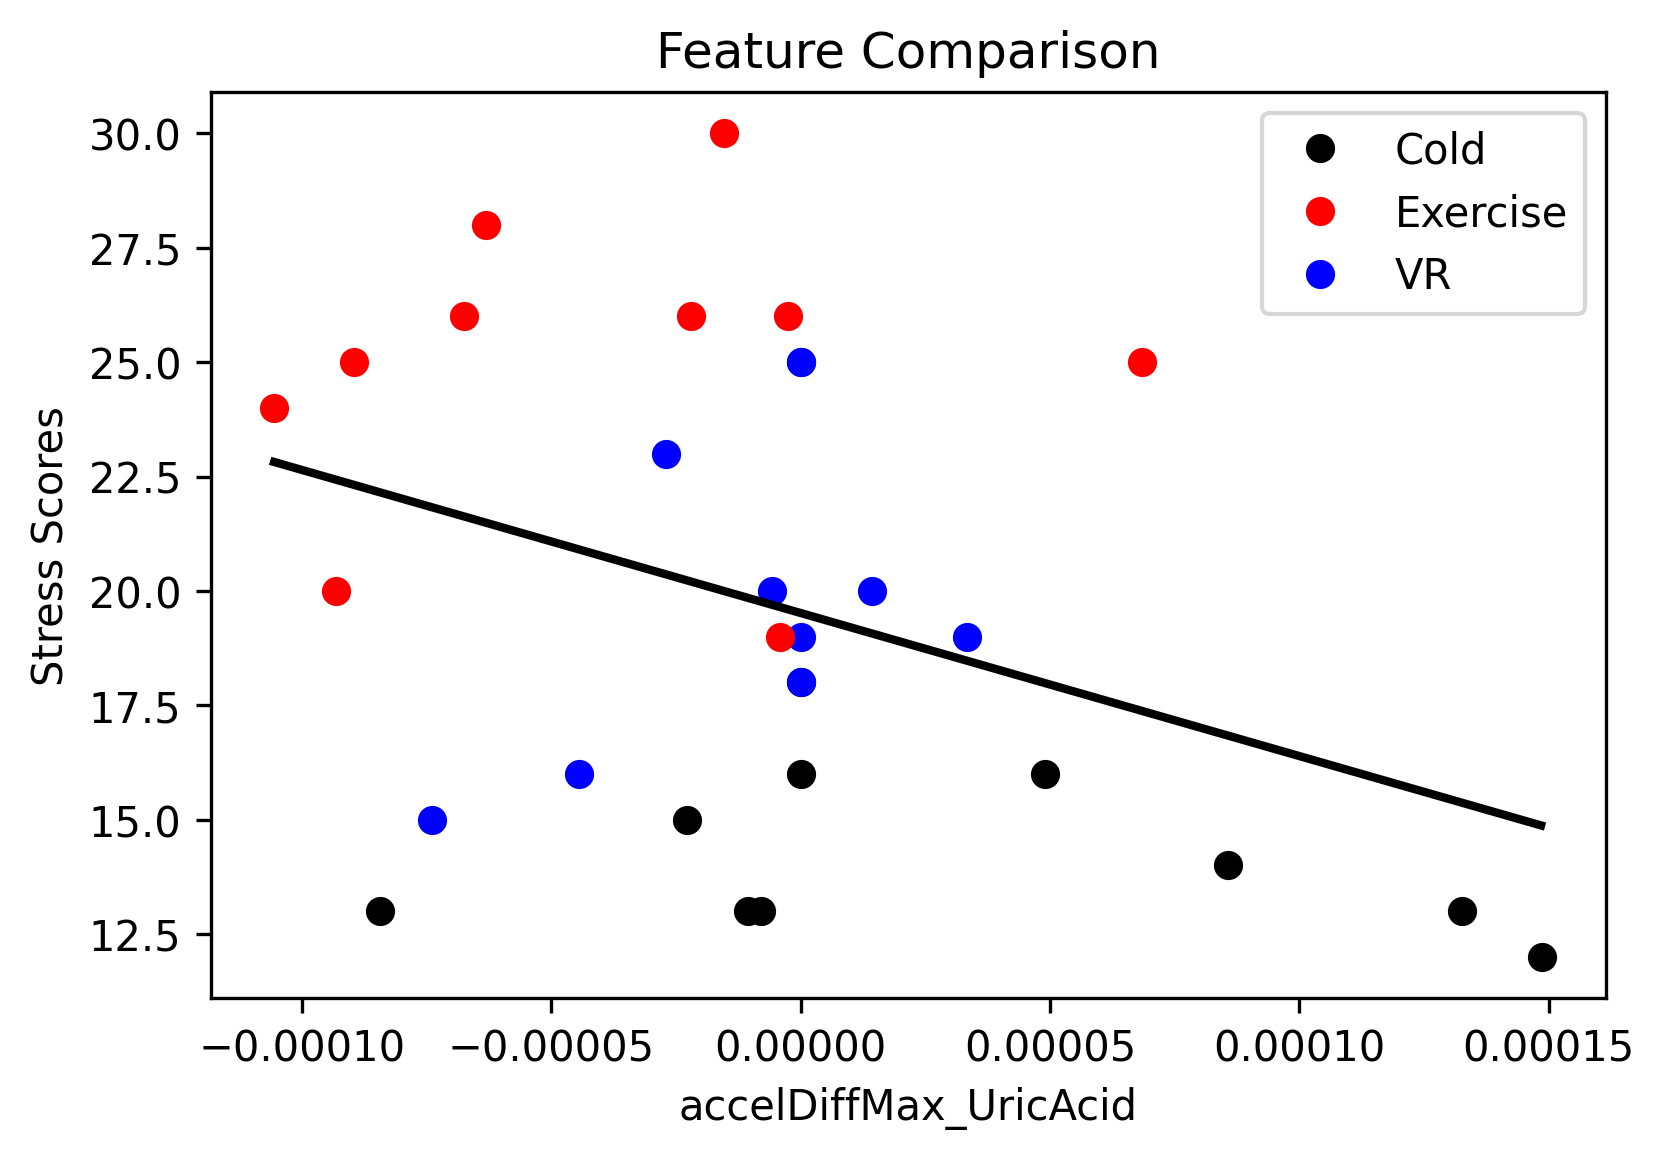 Feature Comparison
30.0
27.5
25.0
22.5
20.0
17.5
15.0
12.5
Stress Scores
Cold
Exercise
VR
−0.00010 −0.00005 0.00000 0.00005 0.00010 0.00015
accelDiffMax_UricAcid